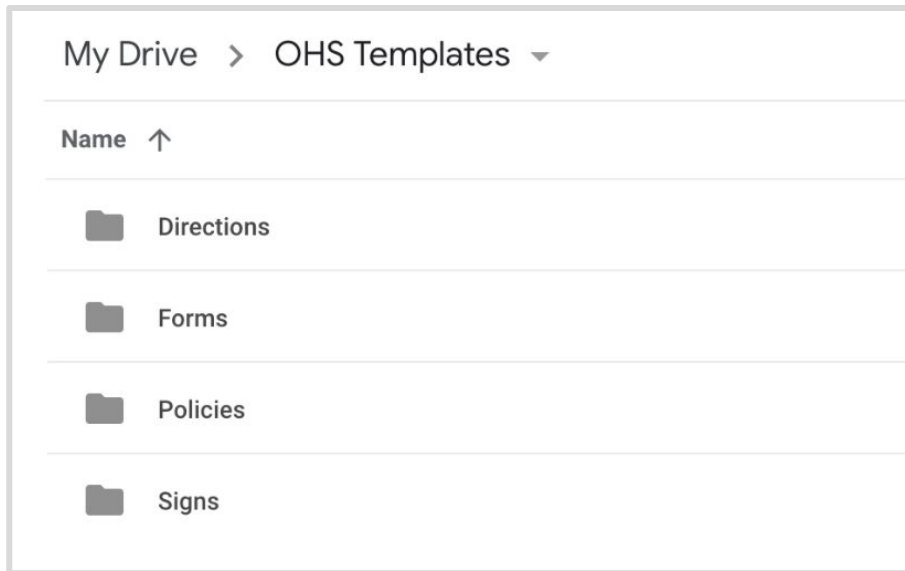 My Drive > OHS Templates
Name ↑
Directions
Forms
Policies
Signs